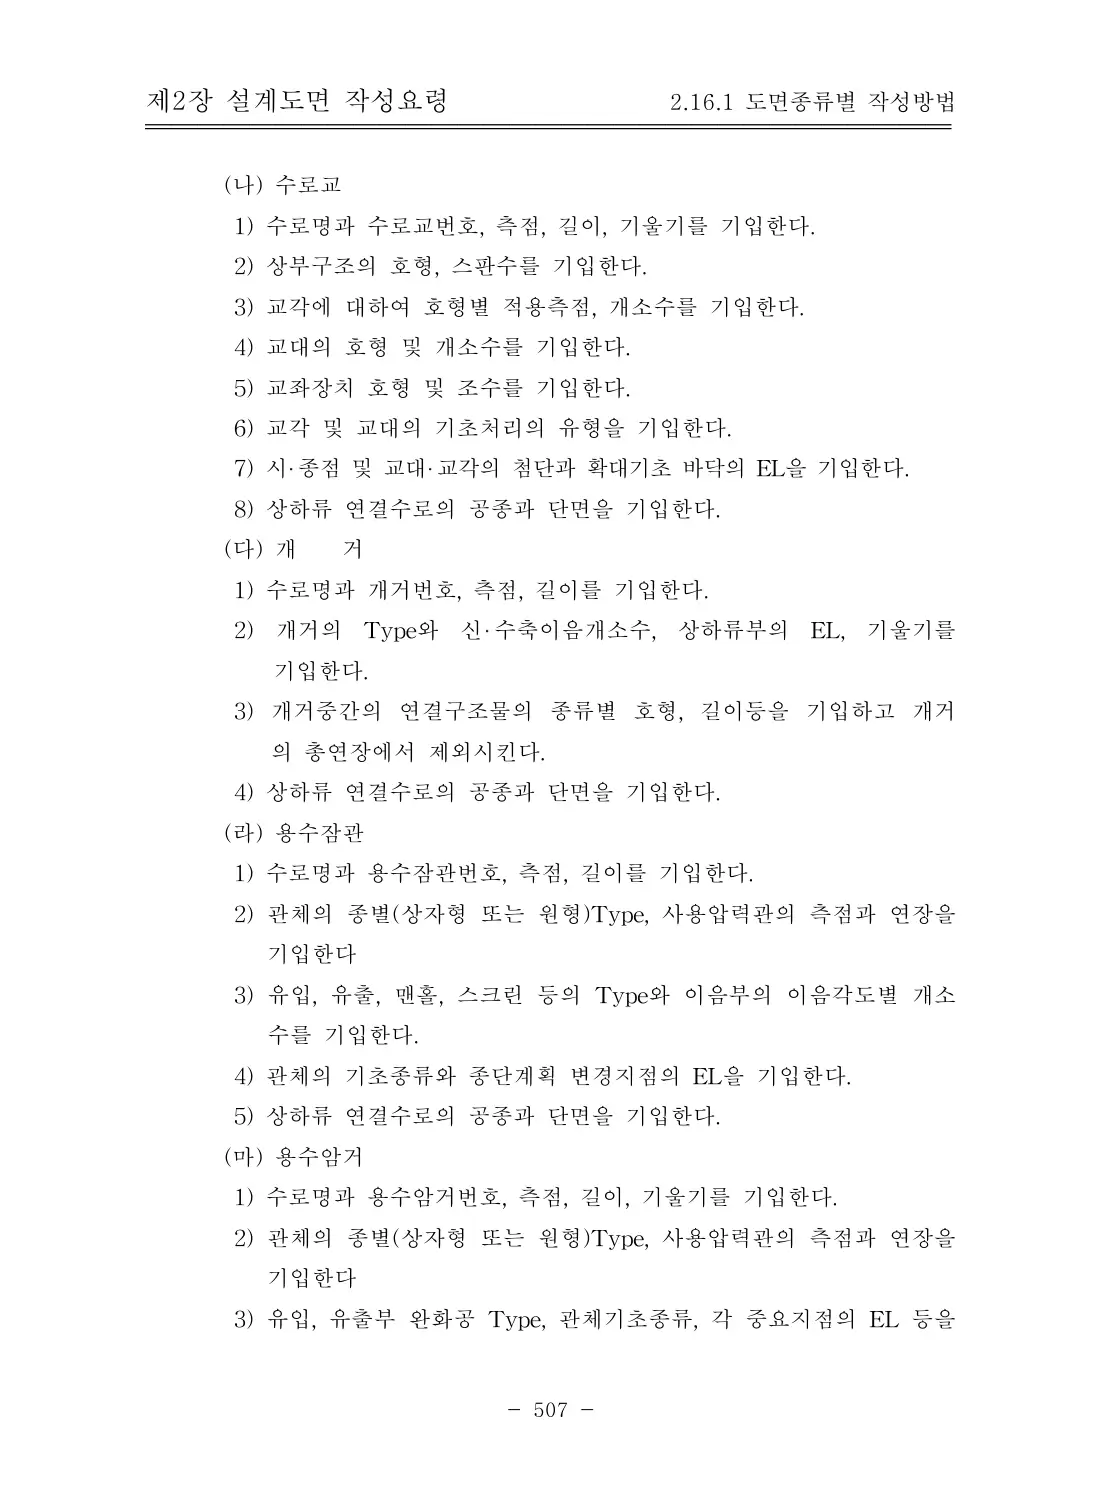 제2장 설계도면 작성요령 2.16.1 도면종류별 작성방법
(나) 수로교
1) 수로명과 수로교번호, 측점, 길이, 기울기를 기입한다.
2) 상부구조의 호형, 스판수를 기입한다.
3) 교각에 대하여 호형별 적용측점, 개소수를 기입한다.
4) 교대의 호형 및 개소수를 기입한다.
5) 교좌장치 호형 및 조수를 기입한다.
6) 교각 및 교대의 기초처리의 유형을 기입한다.
7) 시·종점 및 교대·교각의 첨단과 확대기초 바닥의 EL을 기입한다.
8) 상하류 연결수로의 공종과 단면을 기입한다.
(다) 개 거
1) 수로명과 개거번호, 측점, 길이를 기입한다.
2) 개거의 Type와 신·수축이음개소수, 상하류부의 EL, 기울기를
기입한다.
3) 개거중간의 연결구조물의 종류별 호형, 길이등을 기입하고 개거
의 총연장에서 제외시킨다.
4) 상하류 연결수로의 공종과 단면을 기입한다.
(라) 용수잠관
1) 수로명과 용수잠관번호, 측점, 길이를 기입한다.
2) 관체의 종별(상자형 또는 원형)Type, 사용압력관의 측점과 연장을
기입한다
3) 유입, 유출, 맨홀, 스크린 등의 Type와 이음부의 이음각도별 개소
수를 기입한다.
4) 관체의 기초종류와 종단계획 변경지점의 EL을 기입한다.
5) 상하류 연결수로의 공종과 단면을 기입한다.
(마) 용수암거
1) 수로명과 용수암거번호, 측점, 길이, 기울기를 기입한다.
2) 관체의 종별(상자형 또는 원형)Type, 사용압력관의 측점과 연장을
기입한다
3) 유입, 유출부 완화공 Type, 관체기초종류, 각 중요지점의 EL 등을
- 507 -